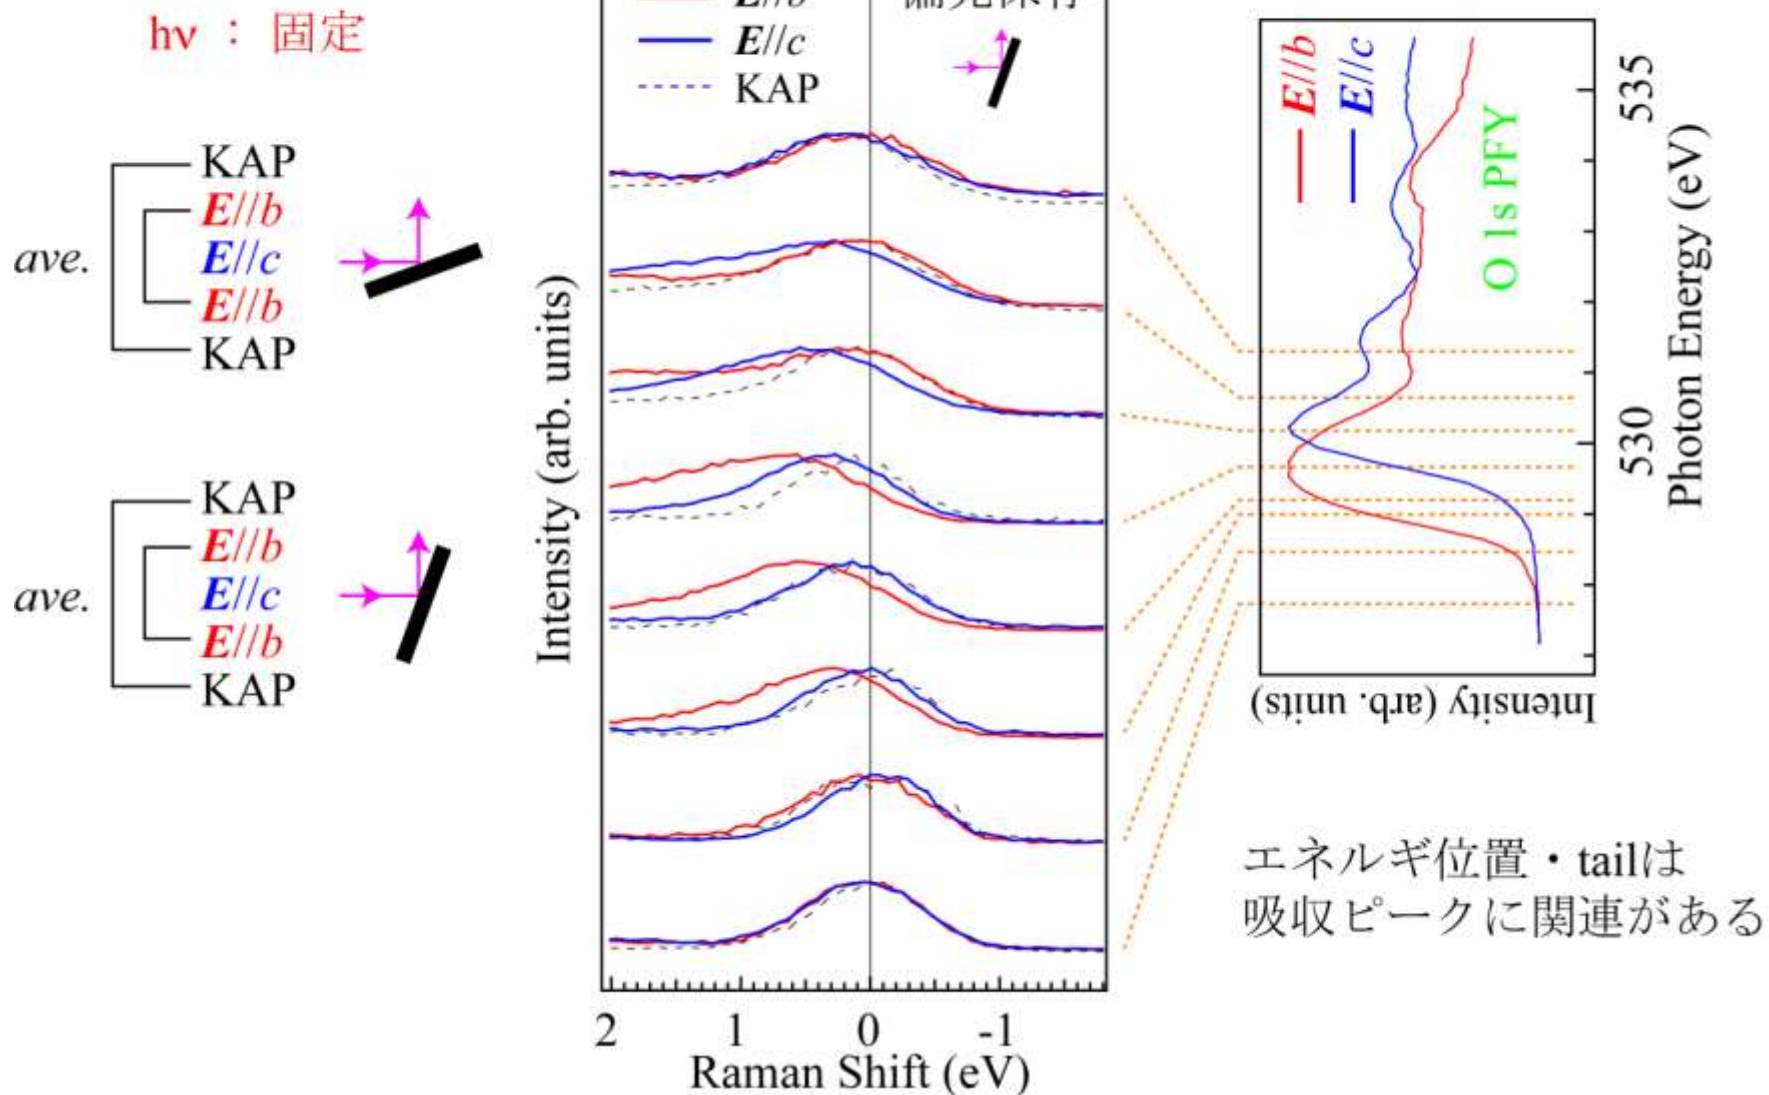 hν : 固定
KAP
E//b
ave.
E//c
E//b
KAP
KAP
E//b
ave.
E//c
E//b
KAP
E//b
E//c
KAP
Intensity (arb. units)
2 1 0 -1
Raman Shift (eV)
E//b
E//c
O 1s PFY
535
530
Photon Energy (eV)
Intensity (arb. units)
エネルギ位置・tailは
吸収ピークに関連がある